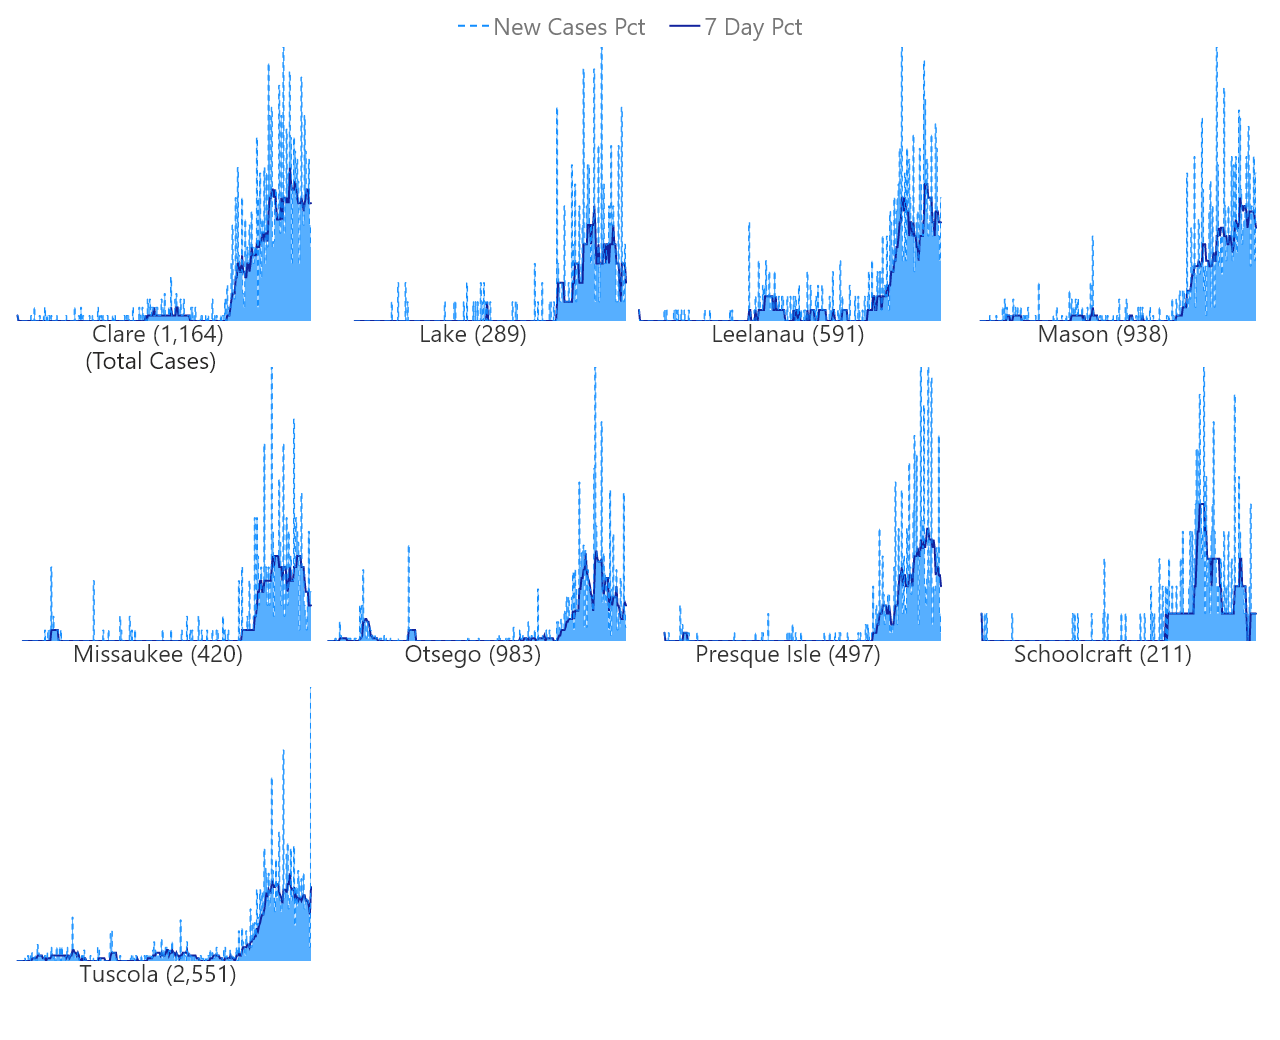 New Cases Pct 7 Day Pct
Clare (1,164) Lake (289) Leelanau (591) Mason (938)
(Total Cases)
Missaukee (420) Otsego (983) Presque Isle (497) Schoolcraft (211)
Tuscola (2,551)